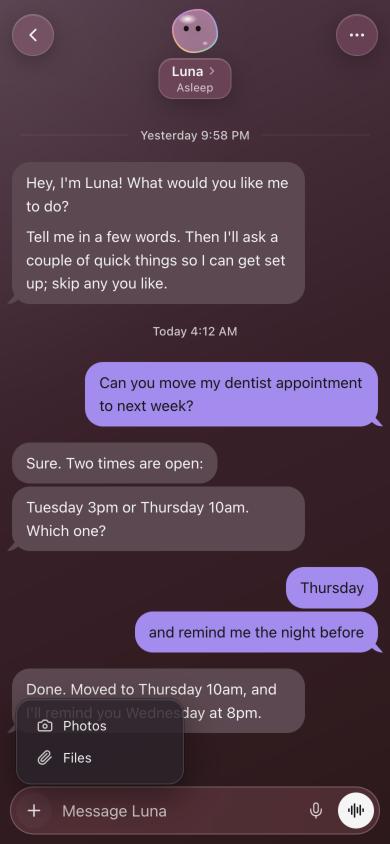 Luna
Asleep
Yesterday 9:58 PM
Hey, I'm Luna! What would you like me
to do?
Tell me in a few words. Then I'll ask a
couple of quick things so I can get set
up; skip any you like.
Today 4:12 AM
Can you move my dentist appointment
to next week?
Sure. Two times are open:
Tuesday 3pm or Thursday 10am.
Which one?
Thursday
and remind me the night before
Done. Moved to Thursday 10am, and
I'll remind you Wednesday at 8pm.
Photos
Files
Message Luna